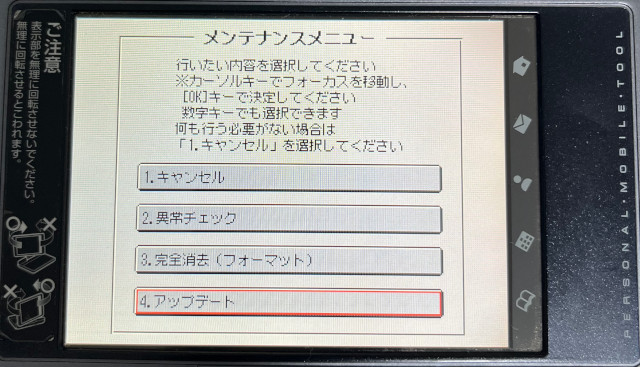 メンテナンスメニュー
行いたい内容を選択してください
※カーソルキーでフォーカスを移動し、
[OK]キーで決定してください
数字キーでも選択できます
何も行う必要がない場合は
「1.キャンセル」を選択してください
1.キャンセル
2.異常チェック
3.完全消去(フォーマット)
4.アップデート
ご注意
表示部を無理に回転させないでください。
無理に回転させるとこわれます。
PERSONAL・MOBILE・TOOL